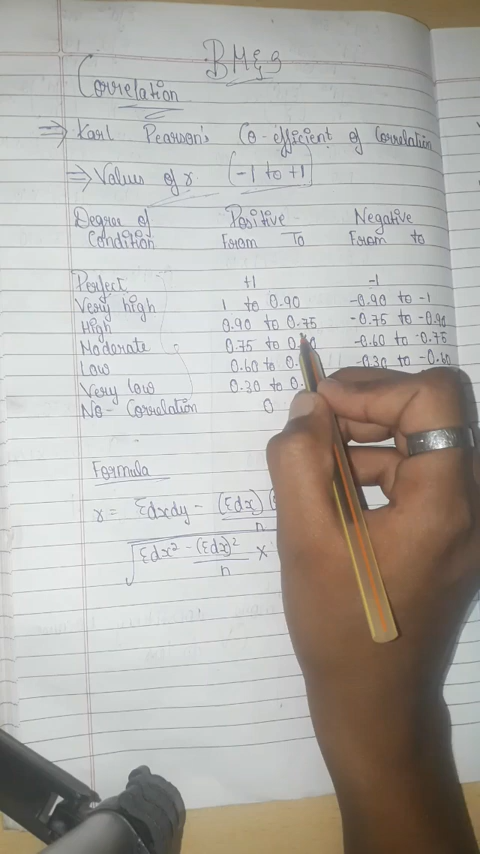 BM&S
Correlation
⇒ Karl Pearson's Co-efficient of Correlation
⇒ Values of r (-1 to +1)
Degree of Condition Positive Negative
From To From to
Perfect +1 -1
Very high 1 to 0.90 -0.90 to -1
High 0.90 to 0.75 -0.75 to -0.90
Moderate 0.75 to -0.60 to -0.75
Low 0.60 to -0.30 to -0.60
Very low 0.30 to
No- Correlation 0
Formula
r = Σdxdy - (Σdx)
n
√Σdx² - (Σdx)² x
n